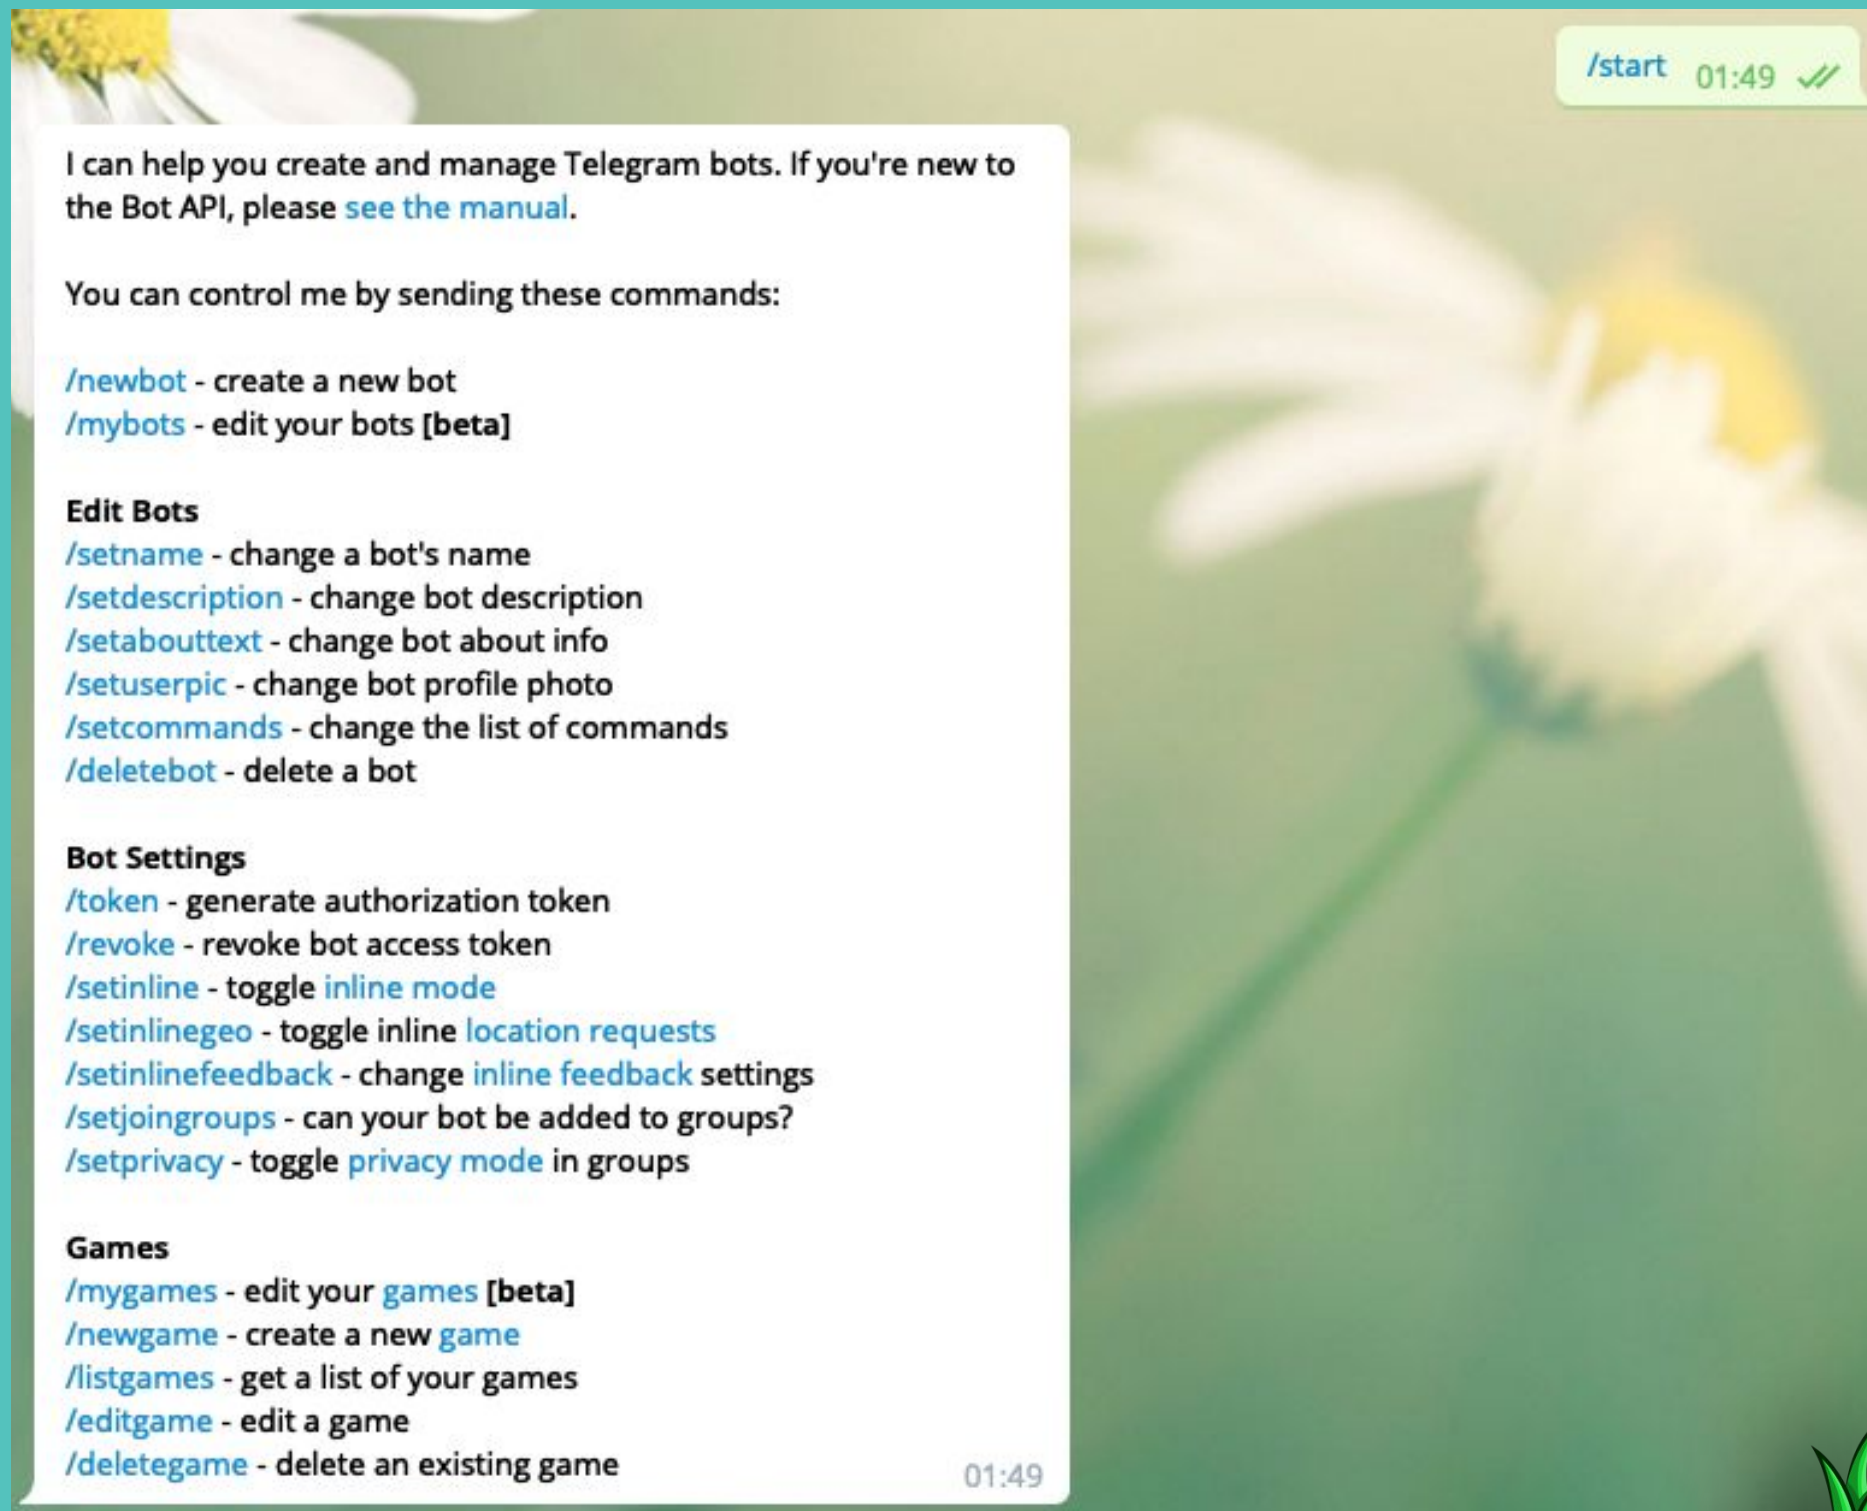 /start 01:49
I can help you create and manage Telegram bots. If you're new to
the Bot API, please see the manual.
You can control me by sending these commands:
/newbot - create a new bot
/mybots - edit your bots [beta]
Edit Bots
/setname - change a bot's name
/setdescription - change bot description
/setabouttext - change bot about info
/setuserpic - change bot profile photo
/setcommands - change the list of commands
/deletebot - delete a bot
Bot Settings
/token - generate authorization token
/revoke - revoke bot access token
/setinline - toggle inline mode
/setinlinegeo - toggle inline location requests
/setinlinefeedback - change inline feedback settings
/setjoingroups - can your bot be added to groups?
/setprivacy - toggle privacy mode in groups
Games
/mygames - edit your games [beta]
/newgame - create a new game
/listgames - get a list of your games
/editgame - edit a game
/deletegame - delete an existing game
01:49